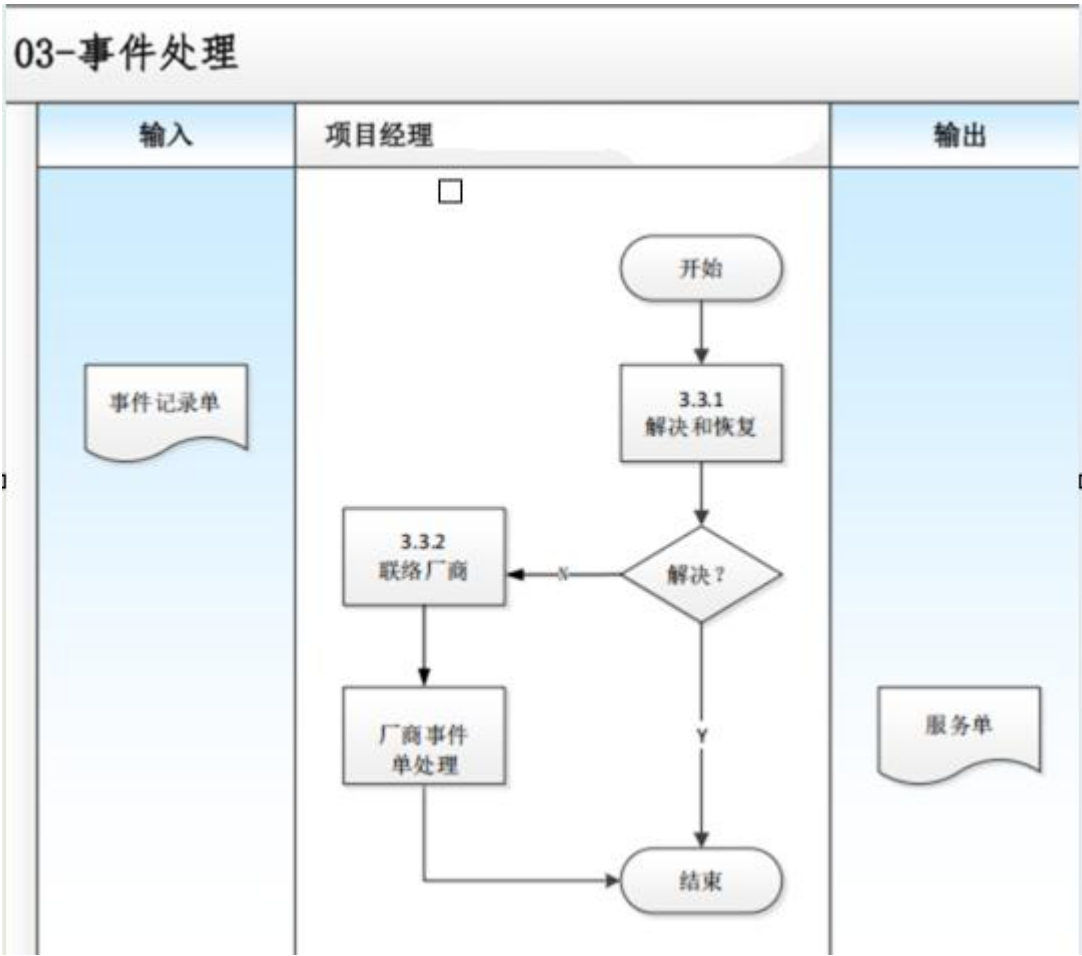 03-事件处理
输入
项目经理
输出
开始
事件记录单
3.3.1
解决和恢复
3.3.2
联络厂商
N
解决?
厂商事件
单处理
Y
服务单
结束